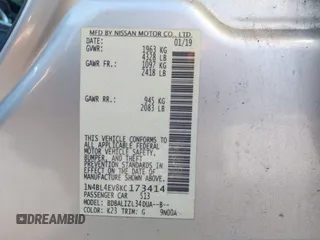 MFD BY NISSAN MOTOR CO., LTD.
DATE: 01/19
GVWR: 1963 KG
4328 LB
GAWR FR.: 1097 KG
2418 LB
GAWR RR.: 945 KG
2083 LB
THIS VEHICLE CONFORMS TO ALL
APPLICABLE FEDERAL MOTOR VEHICLE
SAFETY, BUMPER, AND
THEFT PREVENTION STANDARDS IN
EFFECT ON THE DATE OF
MANUFACTURE SHOWN ABOVE.
1N4BL4EV8KC173414
PASSENGER CAR S13
MODEL: BDBALIZL34DUA--B--
COLOR: K23 TRIM: G 9N00A
DREAMBID